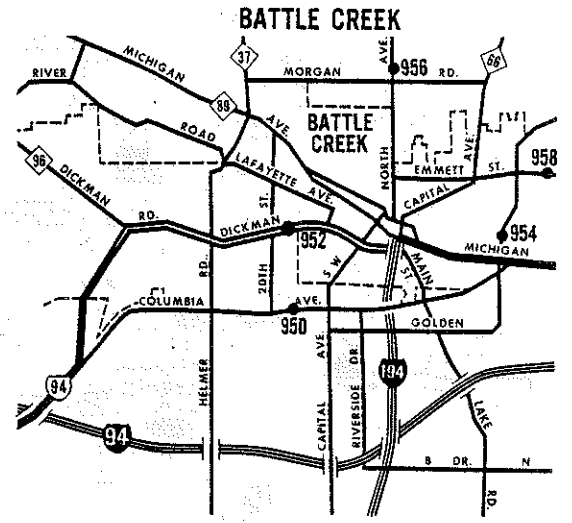 BATTLE CREEK
MICHIGAN
37
AVE.
956
66
RIVER
MORGAN RD.
89
AVE.
BATTLE
CREEK
ROAD
LAFAYETTE AVE.
NORTH
EMMETT ST.
958
AVE.
CAPITAL
96
DICKMAN
RD.
DICKMAN
952
ST.
20TH
954
MICHIGAN
S W
MAIN
ST.
COLUMBIA AVE.
950
GOLDEN
RD.
HELMER
AVE
CAPITAL
DR.
RIVERSIDE
194
94
94
LAKE
RD.
B DR. N